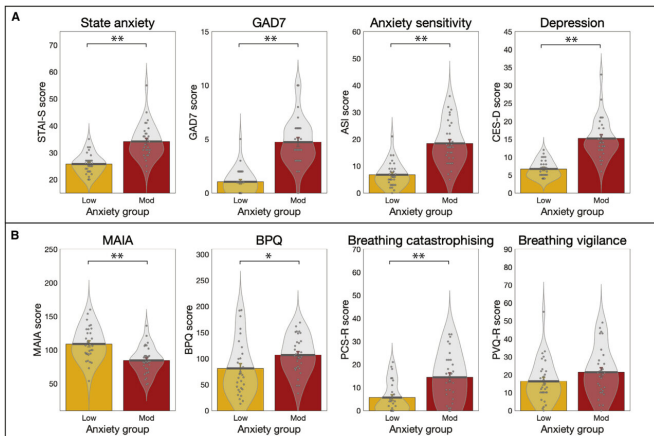 A
State anxiety
GAD7
Anxiety sensitivity
Depression
**
**
**
**
70
60
50
40
30
20
STAI-S score
15
10
5
0
GAD7 score
60
50
40
30
20
10
0
ASI score
40
35
30
25
20
15
10
5
0
CES-D score
Low Mod
Low Mod
Low Mod
Low Mod
Anxiety group
Anxiety group
Anxiety group
Anxiety group
B
MAIA
BPQ
Breathing catastrophising
Breathing vigilance
**
*
**
250
200
150
100
50
MAIA score
300
250
200
150
100
50
0
BPQ score
70
60
50
40
30
20
10
0
PCS-R score
90
80
70
60
50
40
30
20
10
0
PVQ-R score
Low Mod
Low Mod
Low Mod
Low Mod
Anxiety group
Anxiety group
Anxiety group
Anxiety group